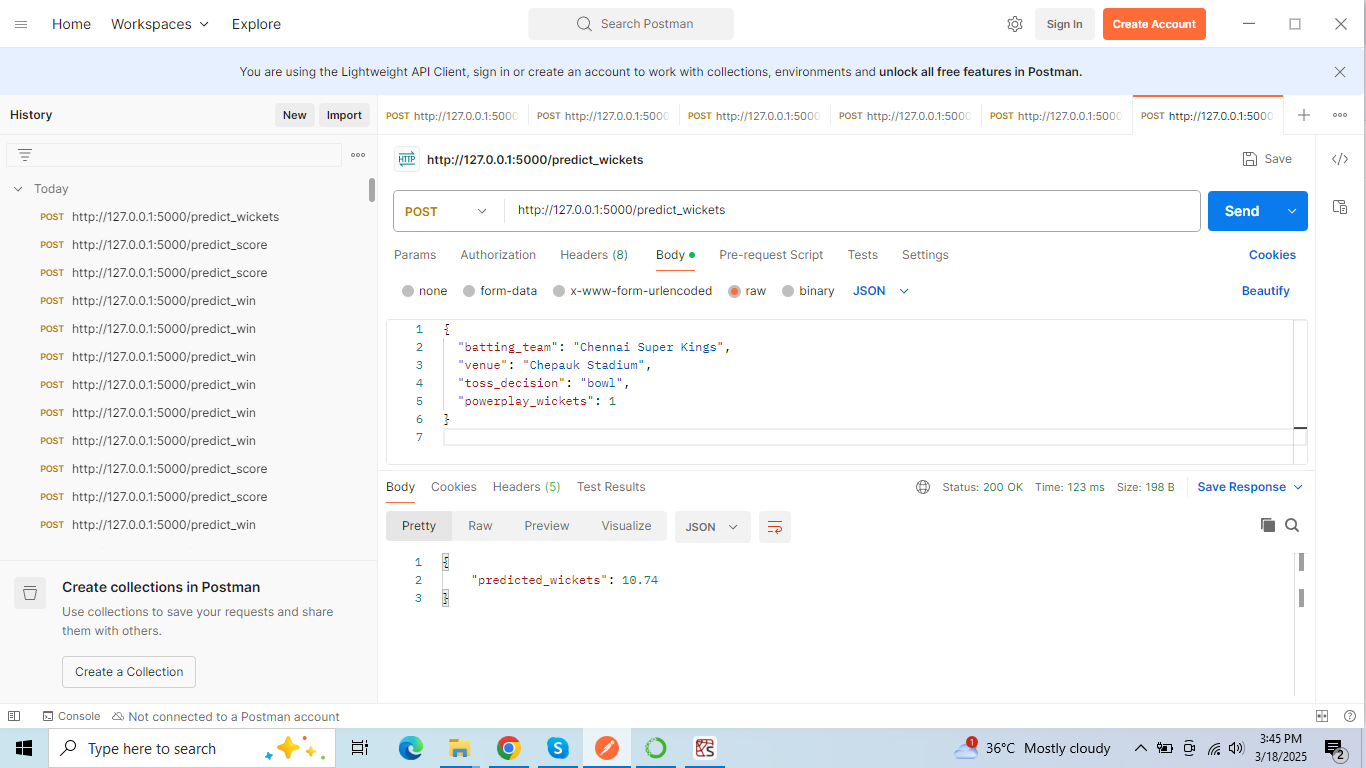 Home
Workspaces
Explore
Search Postman
Sign In
Create Account
You are using the Lightweight API Client, sign in or create an account to work with collections, environments and unlock all free features in Postman.
History
New
Import
POST http://127.0.0.1:5000
POST http://127.0.0.1:5000
POST http://127.0.0.1:5000
POST http://127.0.0.1:5000
POST http://127.0.0.1:5000
POST http://127.0.0.1:5000
Today
POST http://127.0.0.1:5000/predict_wickets
POST http://127.0.0.1:5000/predict_score
POST http://127.0.0.1:5000/predict_score
POST http://127.0.0.1:5000/predict_win
POST http://127.0.0.1:5000/predict_win
POST http://127.0.0.1:5000/predict_win
POST http://127.0.0.1:5000/predict_win
POST http://127.0.0.1:5000/predict_win
POST http://127.0.0.1:5000/predict_win
POST http://127.0.0.1:5000/predict_score
POST http://127.0.0.1:5000/predict_score
POST http://127.0.0.1:5000/predict_win
Create collections in Postman
Use collections to save your requests and share
them with others.
Create a Collection
HTTP http://127.0.0.1:5000/predict_wickets
Save
POST http://127.0.0.1:5000/predict_wickets
Send
Params Authorization Headers (8) Body Pre-request Script Tests Settings Cookies
none form-data x-www-form-urlencoded raw binary JSON Beautify
1 {
2 "batting_team": "Chennai Super Kings",
3 "venue": "Chepauk Stadium",
4 "toss_decision": "bowl",
5 "powerplay_wickets": 1
6 }
7
Body Cookies Headers (5) Test Results Status: 200 OK Time: 123 ms Size: 198 B Save Response
Pretty Raw Preview Visualize JSON
1 {
2 "predicted_wickets": 10.74
3 }
Console Not connected to a Postman account
Type here to search
1
36°C Mostly cloudy
3:45 PM
3/18/2025
2